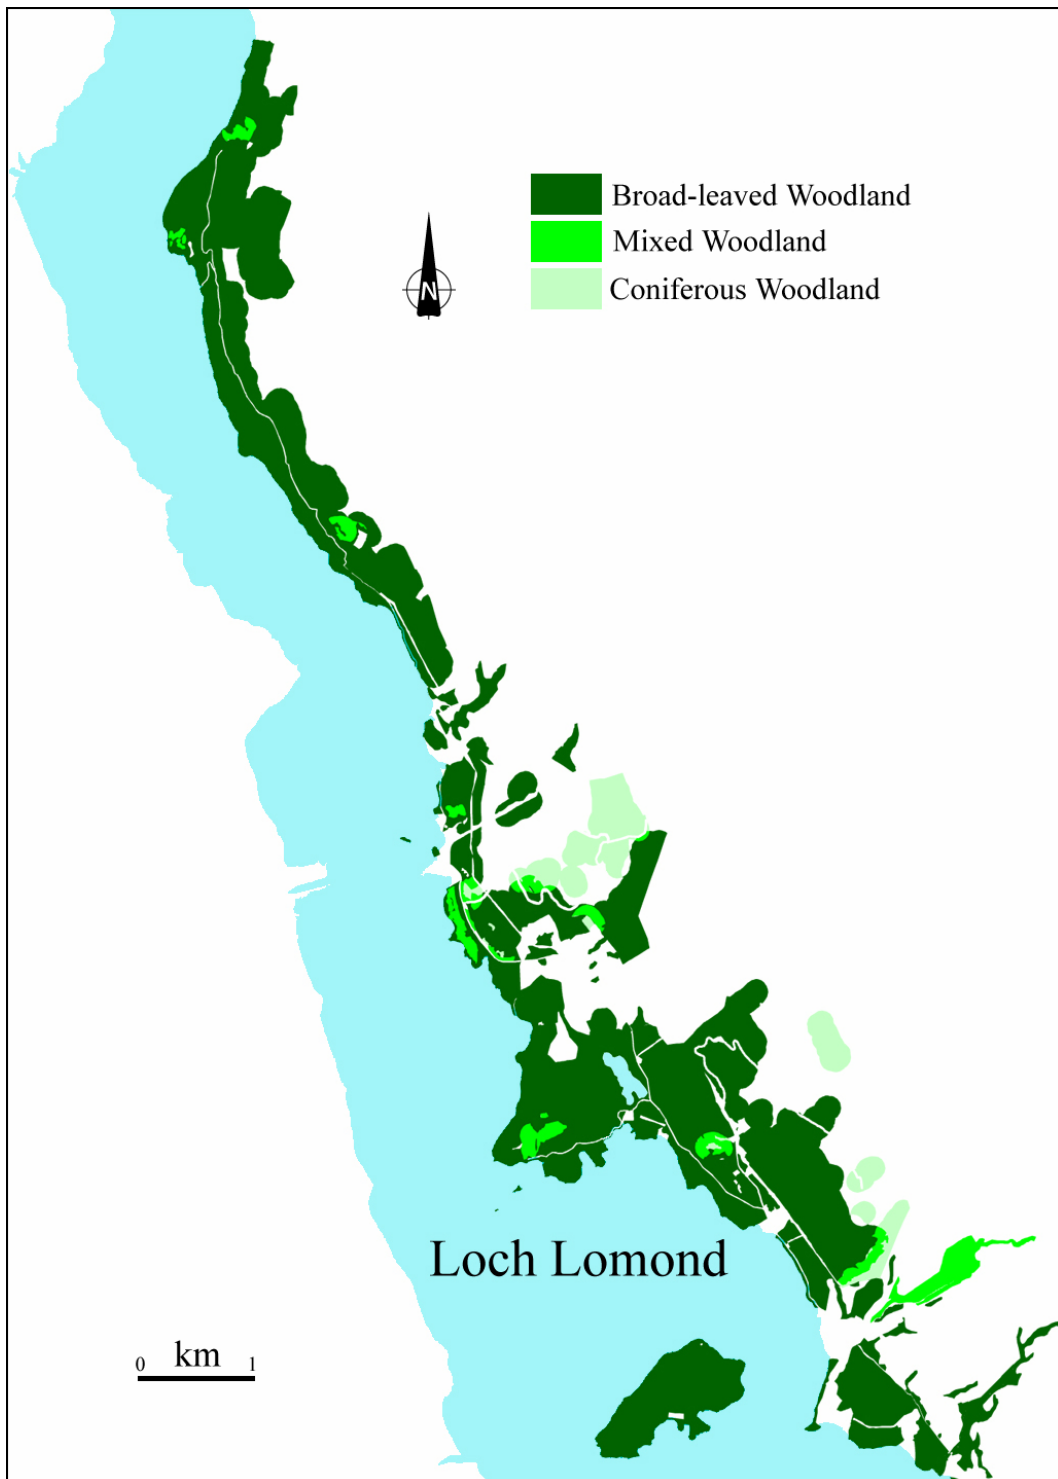 Broad-leaved Woodland
Mixed Woodland
N
Coniferous Woodland
Loch Lomond
0 km 1